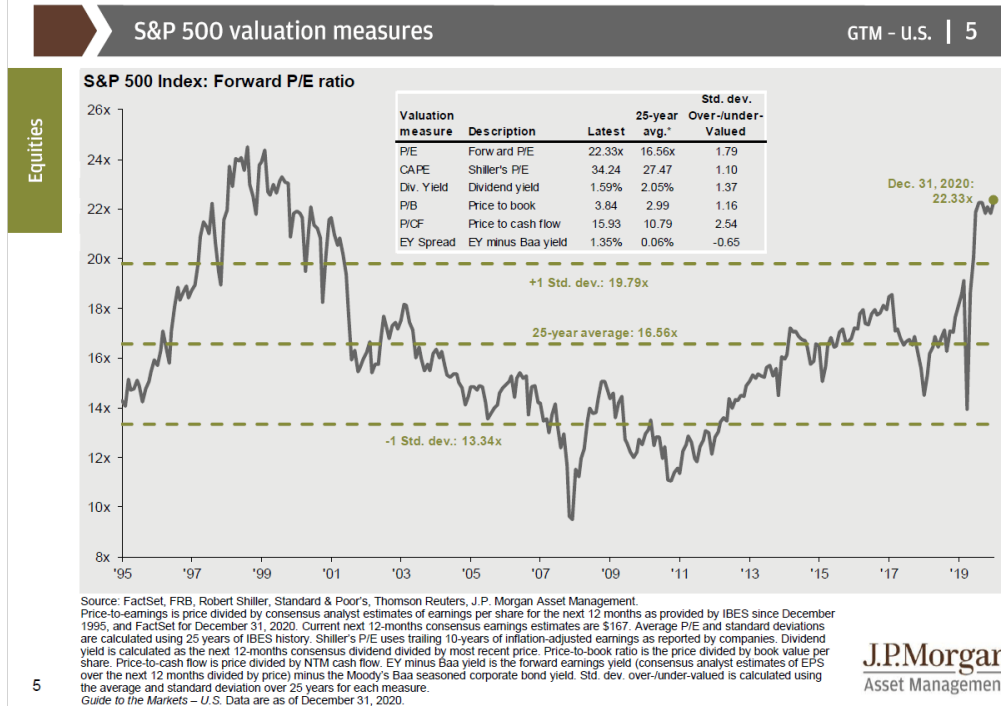 S&P 500 valuation measures
GTM – U.S. | 5
Equities
S&P 500 Index: Forward P/E ratio
26x
24x
22x
20x
18x
16x
14x
12x
10x
8x
Valuation measure Description Latest 25-year avg.* Std. dev. Over-/under-Valued
P/E Forward P/E 22.33x 16.56x 1.79
CAPE Shiller's P/E 34.24 27.47 1.10
Div. Yield Dividend yield 1.59% 2.05% 1.37
P/B Price to book 3.84 2.99 1.16
P/CF Price to cash flow 15.93 10.79 2.54
EY Spread EY minus Baa yield 1.35% 0.06% -0.65
Dec. 31, 2020:
22.33x
+1 Std. dev.: 19.79x
25-year average: 16.56x
-1 Std. dev.: 13.34x
'95 '97 '99 '01 '03 '05 '07 '09 '11 '13 '15 '17 '19
Source: FactSet, FRB, Robert Shiller, Standard & Poor's, Thomson Reuters, J.P. Morgan Asset Management.
Price-to-earnings is price divided by consensus analyst estimates of earnings per share for the next 12 months as provided by IBES since December
1995, and FactSet for December 31, 2020. Current next 12-months consensus earnings estimates are $167. Average P/E and standard deviations
are calculated using 25 years of IBES history. Shiller's P/E uses trailing 10-years of inflation-adjusted earnings as reported by companies. Dividend
yield is calculated as the next 12-months consensus dividend divided by most recent price. Price-to-book ratio is the price divided by book value per
share. Price-to-cash flow is price divided by NTM cash flow. EY minus Baa yield is the forward earnings yield (consensus analyst estimates of EPS
over the next 12 months divided by price) minus the Moody's Baa seasoned corporate bond yield. Std. dev. over-/under-valued is calculated using
the average and standard deviation over 25 years for each measure.
Guide to the Markets – U.S. Data are as of December 31, 2020.
J.P.Morgan
Asset Management
5